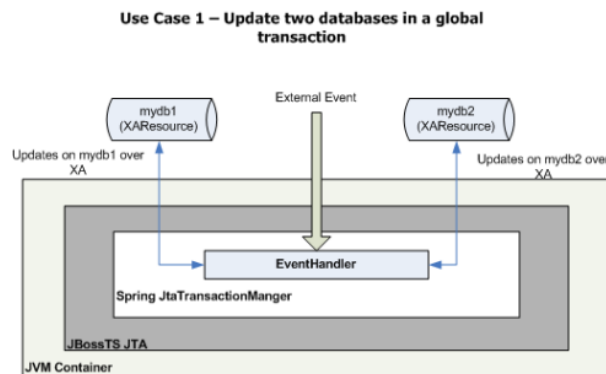 Use Case 1 – Update two databases in a global
transaction
mydb1
(XAResource)
External Event
mydb2
(XAResource)
Updates on mydb1 over
XA
Updates on mydb2 over
XA
EventHandler
Spring JtaTransactionManger
JBossTS JTA
JVM Container